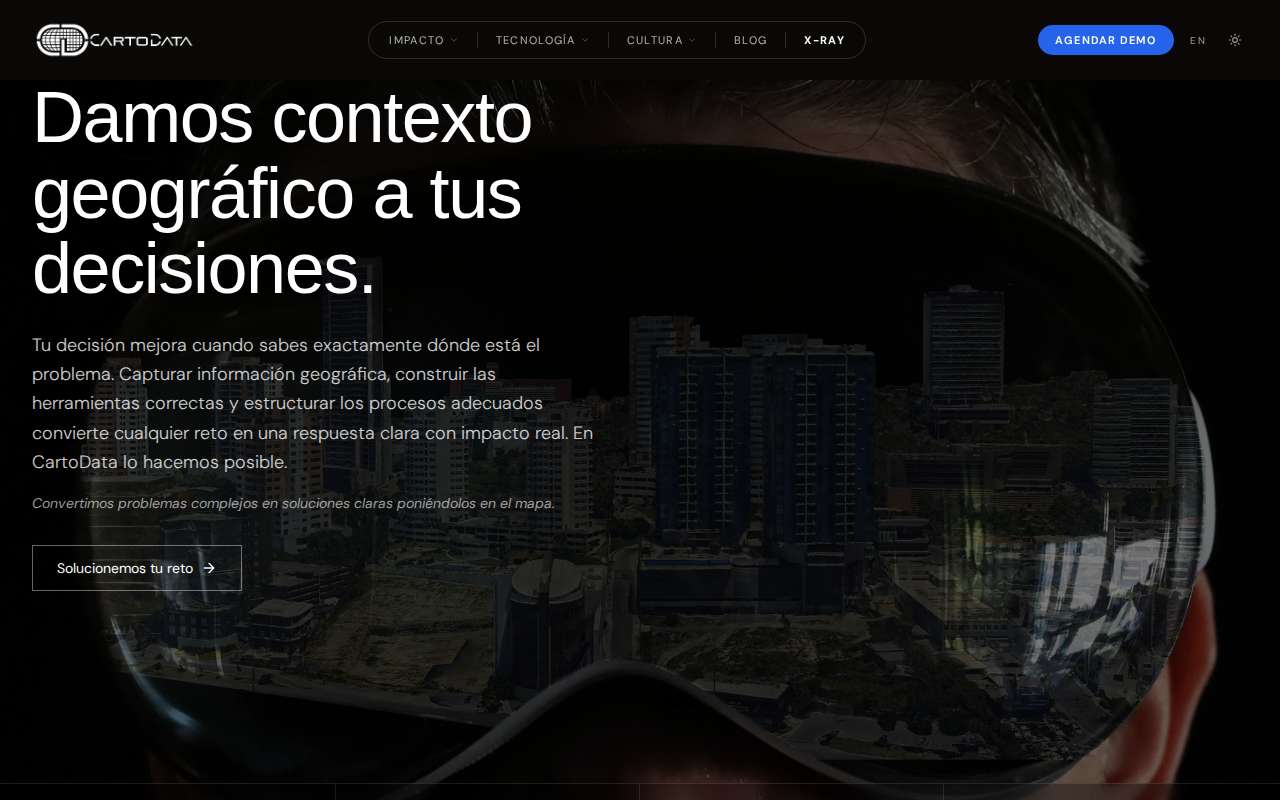 CARTODATA
IMPACTO
TECNOLOGÍA
CULTURA
BLOG
X-RAY
AGENDAR DEMO
EN
Damos contexto
geográfico a tus
decisiones.
Tu decisión mejora cuando sabes exactamente dónde está el
problema. Capturar información geográfica, construir las
herramientas correctas y estructurar los procesos adecuados
convierte cualquier reto en una respuesta clara con impacto real. En
CartoData lo hacemos posible.
Convertimos problemas complejos en soluciones claras poniéndolos en el mapa.
Solucionemos tu reto →